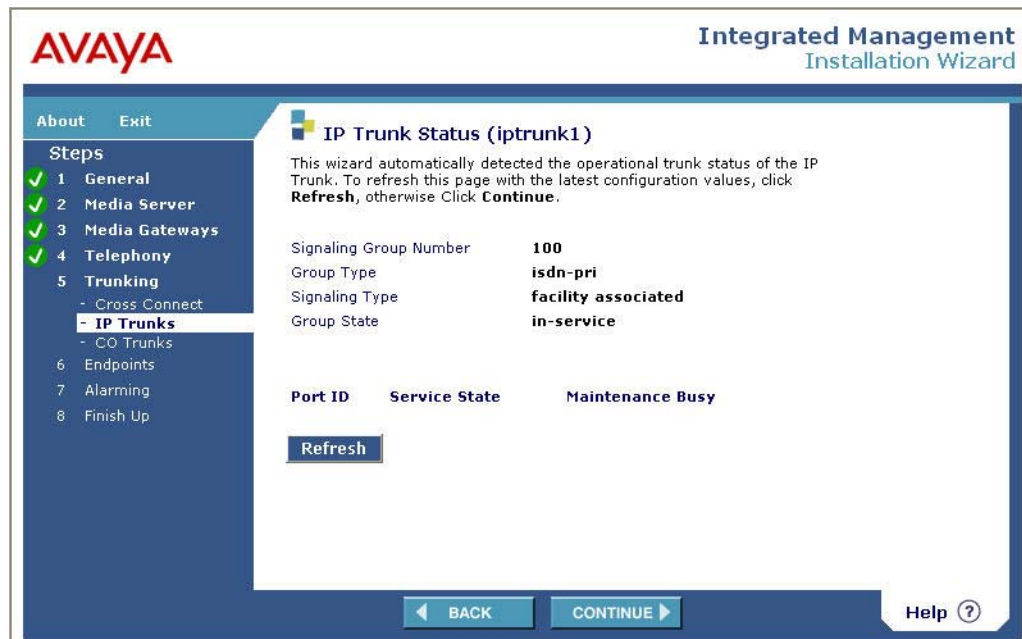 AVAYA
Integrated Management
Installation Wizard
About Exit
Steps
1 General
2 Media Server
3 Media Gateways
4 Telephony
5 Trunking
- Cross Connect
- IP Trunks
- CO Trunks
6 Endpoints
7 Alarming
8 Finish Up
IP Trunk Status (iptrunk1)
This wizard automatically detected the operational trunk status of the IP
Trunk. To refresh this page with the latest configuration values, click
Refresh, otherwise Click Continue.
Signaling Group Number 100
Group Type isdn-pri
Signaling Type facility associated
Group State in-service
Port ID Service State Maintenance Busy
Refresh
BACK
CONTINUE
Help ?